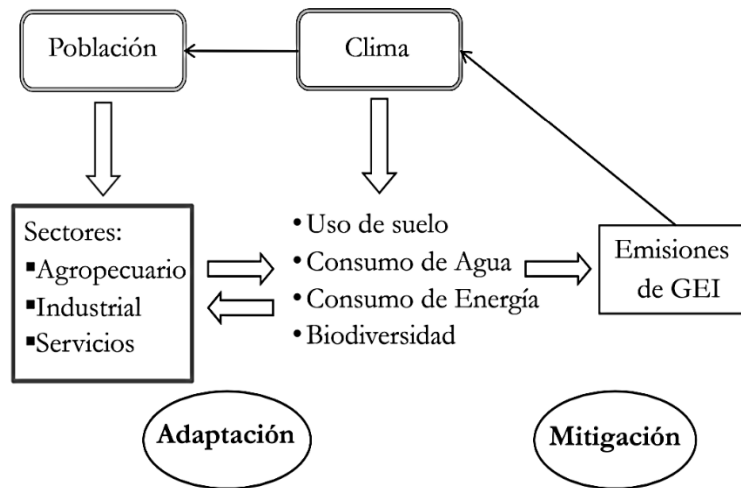 Población
Clima
Sectores:
▪Agropecuario
▪Industrial
▪Servicios
• Uso de suelo
• Consumo de Agua
• Consumo de Energía
• Biodiversidad
Emisiones
de GEI
Adaptación
Mitigación